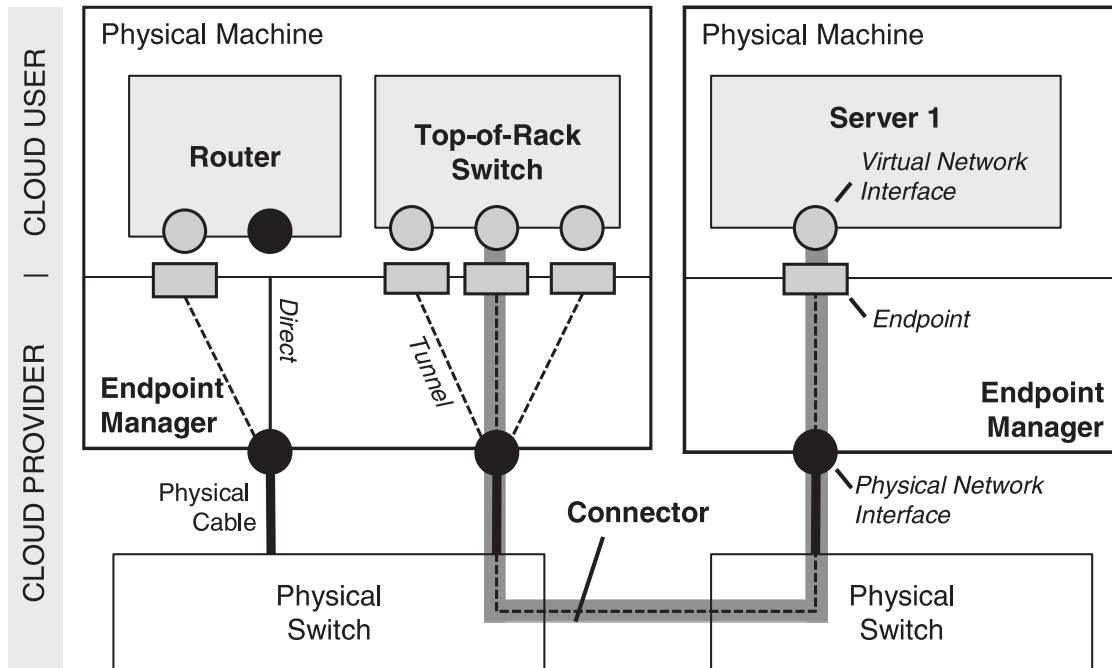 CLOUD PROVIDER | CLOUD USER
Physical Machine
Router
Top-of-Rack
Switch
Direct
Tunnel
Endpoint
Manager
Physical
Cable
Physical
Switch
Connector
Physical Machine
Server 1
Virtual Network
Interface
Endpoint
Endpoint
Manager
Physical Network
Interface
Physical
Switch